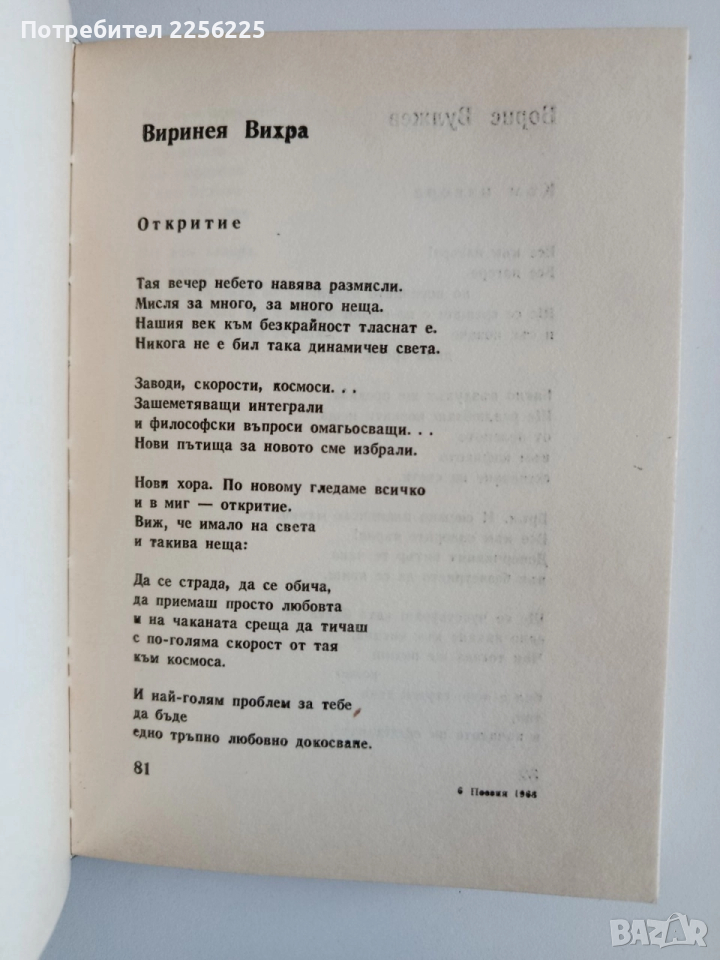 Потребител 2256225
Виринея Вихра
Открития
Тая вечер небето навява размисли.
Мисля за много, за много неща.
Нашия век към безкрайност тласнат е.
Никога не е бил така динамичен света.
Заводи, скорости, космоси. . .
Зашеметяващи интеграли
и философски въпроси омагьосващи. . .
Нови пътища за новото сме избрали.
Нови хора. По новому гледаме всичко
и в миг — открития.
Виж, че имало на света
и такива неща:
Да се страда, да се обича,
да приемаш просто любовта
и на чаканата среща да тичаш
с по-голяма скорост от тая
към космоса.
И най-голям проблем за тебе
да бъде
едно тръпно любовно докосване.
81
6 Поезия 1968
BAZAR